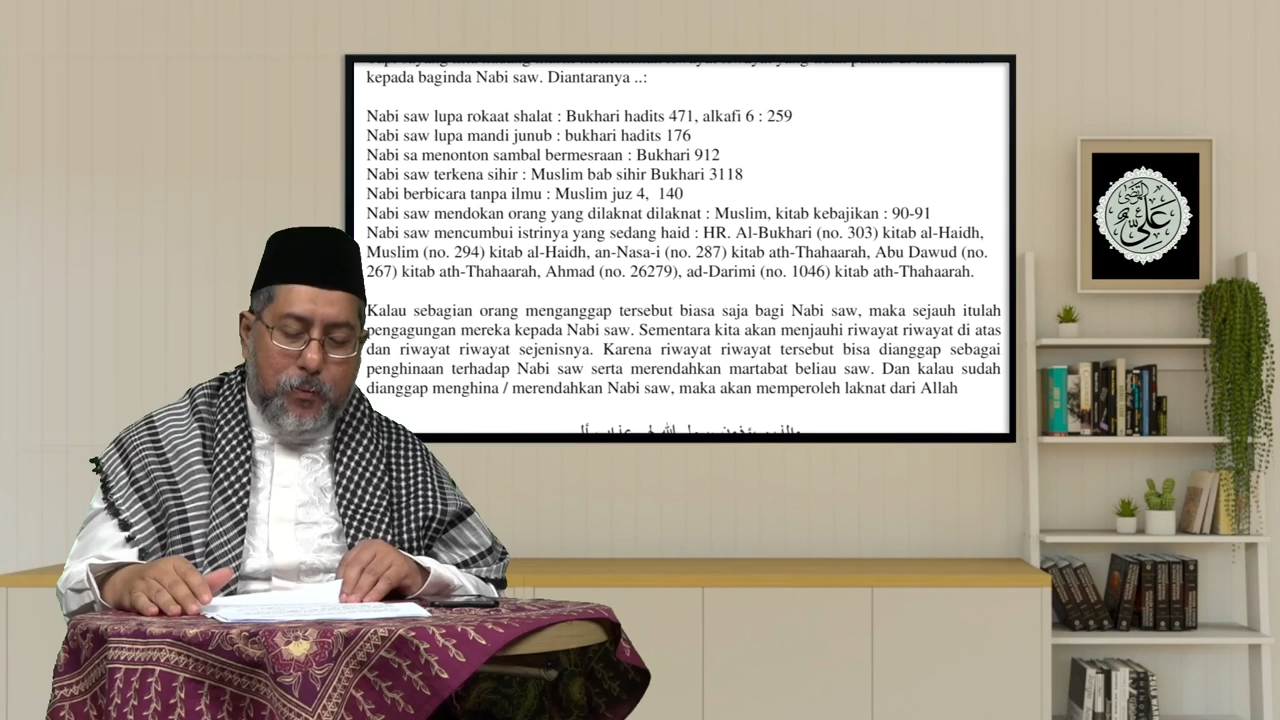 kepada baginda Nabi saw. Diantaranya ..:
Nabi saw lupa rokaat shalat : Bukhari hadits 471, alkafi 6 : 259
Nabi saw lupa mandi junub : bukhari hadits 176
Nabi sa menonton sambal bermesraan : Bukhari 912
Nabi saw terkena sihir : Muslim bab sihir Bukhari 3118
Nabi berbicara tanpa ilmu : Muslim juz 4, 140
Nabi saw mendokan orang yang dilaknat dilaknat : Muslim, kitab kebajikan : 90-91
Nabi saw mencumbui istrinya yang sedang haid : HR. Al-Bukhari (no. 303) kitab al-Haidh,
Muslim (no. 294) kitab al-Haidh, an-Nasa-i (no. 287) kitab ath-Thahaarah, Abu Dawud (no.
267) kitab ath-Thahaarah, Ahmad (no. 26279), ad-Darimi (no. 1046) kitab ath-Thahaarah.
Kalau sebagian orang menganggap tersebut biasa saja bagi Nabi saw, maka sejauh itulah
pengagungan mereka kepada Nabi saw. Sementara kita akan menjauhi riwayat riwayat di atas
dan riwayat riwayat sejenisnya. Karena riwayat riwayat tersebut bisa dianggap sebagai
penghinaan terhadap Nabi saw serta merendahkan martabat beliau saw. Dan kalau sudah
dianggap menghina / merendahkan Nabi saw, maka akan memperoleh laknat dari Allah
علي
المرتضى